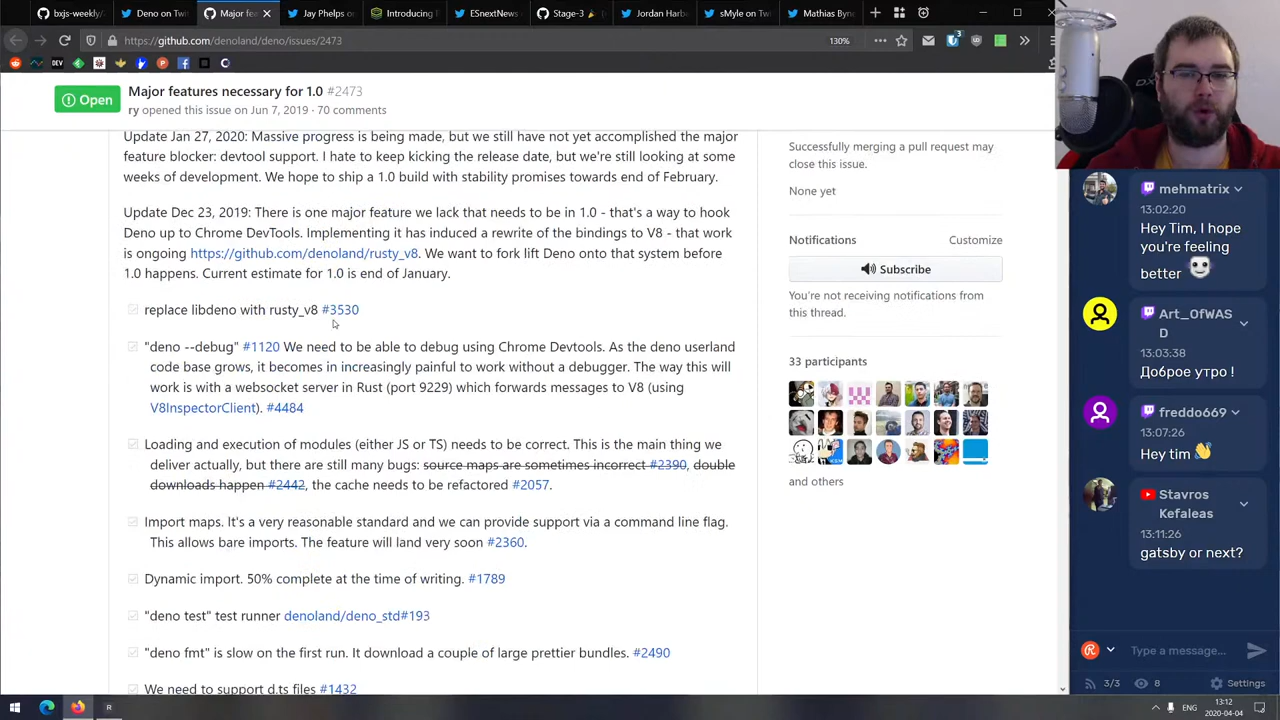 bxjs-weekly/
Deno on Tw
Major fea
Jay Phelps o
Introducing
ESnextNews
Stage-3
Jordan Harb
sMyle on Tw
Mathias Byn
https://github.com/denoland/deno/issues/2473
130%
3
DEV
Open
Major features necessary for 1.0 #2473
ry opened this issue on Jun 7, 2019 · 70 comments
Update Jan 27, 2020: Massive progress is being made, but we still have not yet accomplished the major
feature blocker: devtool support. I hate to keep kicking the release date, but we're still looking at some
weeks of development. We hope to ship a 1.0 build with stability promises towards end of February.
Update Dec 23, 2019: There is one major feature we lack that needs to be in 1.0 - that's a way to hook
Deno up to Chrome DevTools. Implementing it has induced a rewrite of the bindings to V8 - that work
is ongoing https://github.com/denoland/rusty_v8. We want to fork lift Deno onto that system before
1.0 happens. Current estimate for 1.0 is end of January.
replace libdeno with rusty_v8 #3530
"deno --debug" #1120 We need to be able to debug using Chrome Devtools. As the deno userland
code base grows, it becomes in increasingly painful to work without a debugger. The way this will
work is with a websocket server in Rust (port 9229) which forwards messages to V8 (using
V8InspectorClient). #4484
Loading and execution of modules (either JS or TS) needs to be correct. This is the main thing we
deliver actually, but there are still many bugs: source maps are sometimes incorrect #2390, double
downloads happen #2442, the cache needs to be refactored #2057.
Import maps. It's a very reasonable standard and we can provide support via a command line flag.
This allows bare imports. The feature will land very soon #2360.
Dynamic import. 50% complete at the time of writing. #1789
"deno test" test runner denoland/deno_std#193
"deno fmt" is slow on the first run. It download a couple of large prettier bundles. #2490
We need to support d.ts files #1432
Successfully merging a pull request may
close this issue.
None yet
Notifications
Customize
Subscribe
You're not receiving notifications from
this thread.
33 participants
and others
mehmatrix
13:02:20
Hey Tim, I hope
you're feeling
better
Art_OfWAS
D
13:03:38
Доброе утро !
freddo669
13:07:26
Hey tim
Stavros
Kefaleas
13:11:26
gatsby or next?
Type a message...
3/3
8
Settings
ENG
13:12
2020-04-04